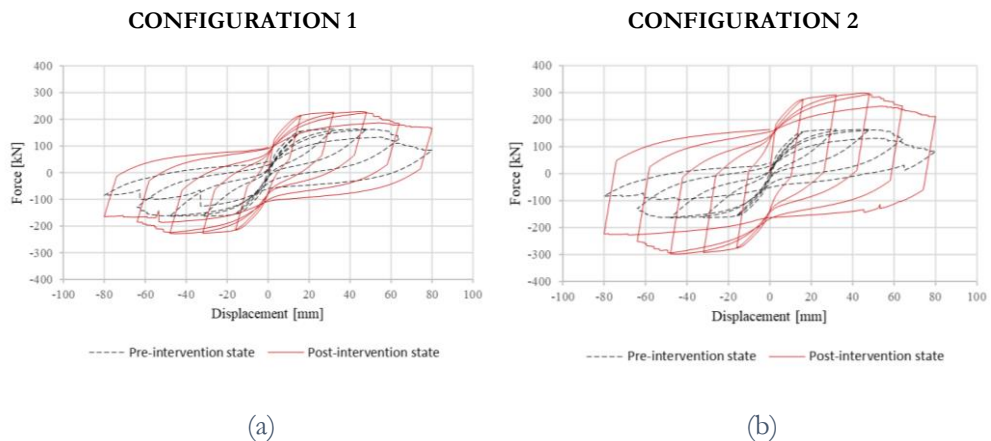 CONFIGURATION 1
CONFIGURATION 2
400
300
200
100
0
-100
-200
-300
-400
Force [kN]
-100 -80 -60 -40 -20 0 20 40 60 80 100
Displacement [mm]
Pre-intervention state Post-intervention state
(a)
400
300
200
100
0
-100
-200
-300
-400
Force [kN]
-100 -80 -60 -40 -20 0 20 40 60 80 100
Displacement [mm]
Pre-intervention state Post-intervention state
(b)